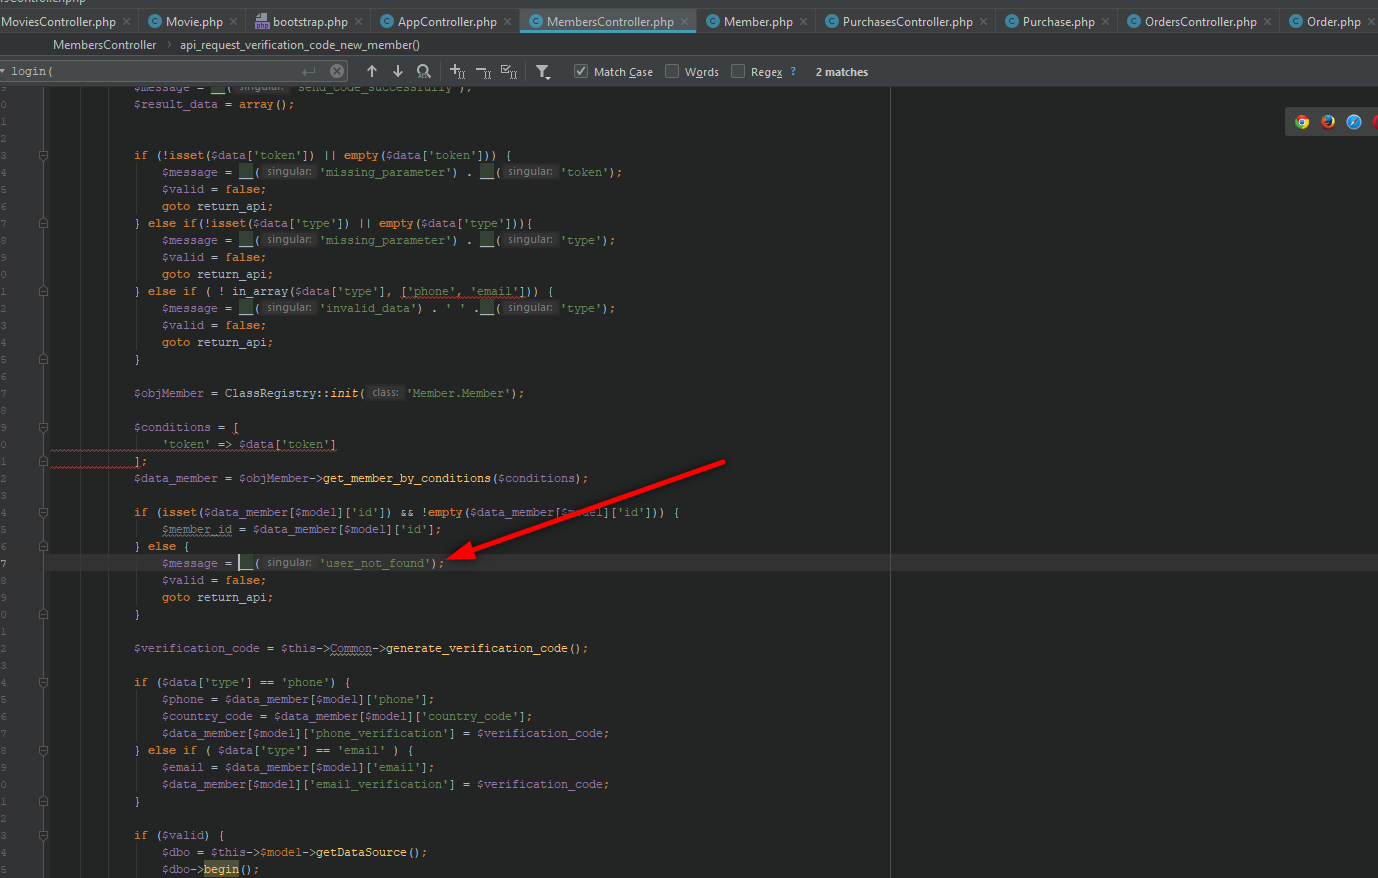 MoviesController.php Movie.php bootstrap.php AppController.php MembersController.php Member.php PurchasesController.php Purchase.php OrdersController.php Order.php
MembersController api_request_verification_code_new_member()
login( Match Case Words Regex ? 2 matches
$message = __( singular: 'send_code_successfully');
$result_data = array();
if (!isset($data['token']) || empty($data['token'])) {
$message = __( singular: 'missing_parameter') . __( singular: 'token');
$valid = false;
goto return_api;
} else if(!isset($data['type']) || empty($data['type'])){
$message = __( singular: 'missing_parameter') . __( singular: 'type');
$valid = false;
goto return_api;
} else if ( ! in_array($data['type'], ['phone', 'email'])) {
$message = __( singular: 'invalid_data') . ' ' .__( singular: 'type');
$valid = false;
goto return_api;
}
$objMember = ClassRegistry::init( class: 'Member.Member');
$conditions = [
'token' => $data['token']
];
$data_member = $objMember->get_member_by_conditions($conditions);
if (isset($data_member[$model]['id']) && !empty($data_member[$model]['id'])) {
$member_id = $data_member[$model]['id'];
} else {
$message = __( singular: 'user_not_found');
$valid = false;
goto return_api;
}
$verification_code = $this->Common->generate_verification_code();
if ($data['type'] == 'phone') {
$phone = $data_member[$model]['phone'];
$country_code = $data_member[$model]['country_code'];
$data_member[$model]['phone_verification'] = $verification_code;
} else if ( $data['type'] == 'email' ) {
$email = $data_member[$model]['email'];
$data_member[$model]['email_verification'] = $verification_code;
}
if ($valid) {
$dbo = $this->$model->getDataSource();
$dbo->begin();